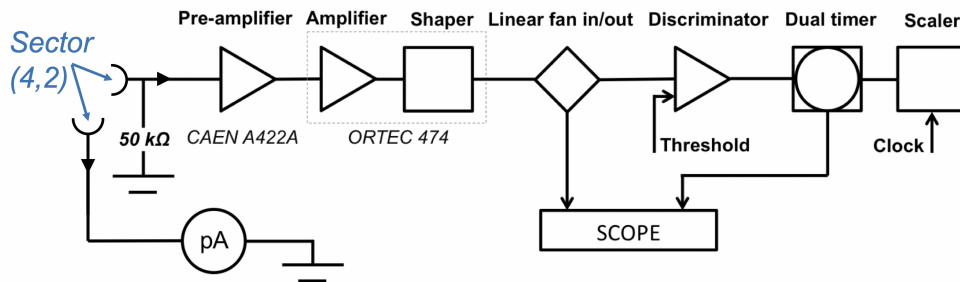 Pre-amplifier Amplifier Shaper Linear fan in/out Discriminator Dual timer Scaler
Sector
(4,2)
50 kΩ
CAEN A422A
ORTEC 474
Threshold
Clock
SCOPE
pA